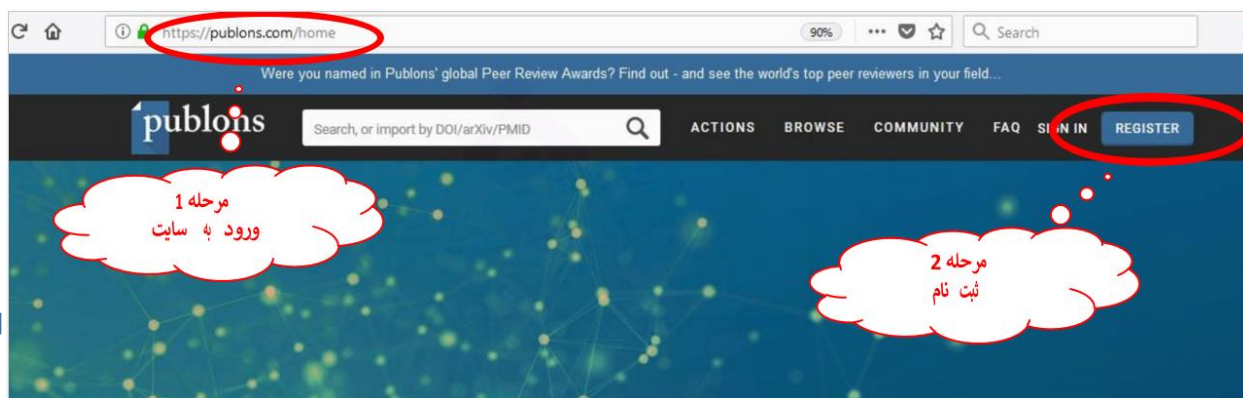 https://publons.com/home
90%
Search
Were you named in Publons' global Peer Review Awards? Find out - and see the world's top peer reviewers in your field...
publons
Search, or import by DOI/arXiv/PMID
ACTIONS BROWSE COMMUNITY FAQ SIGN IN REGISTER
مرحله 1
ورود به سایت
مرحله 2
ثبت نام